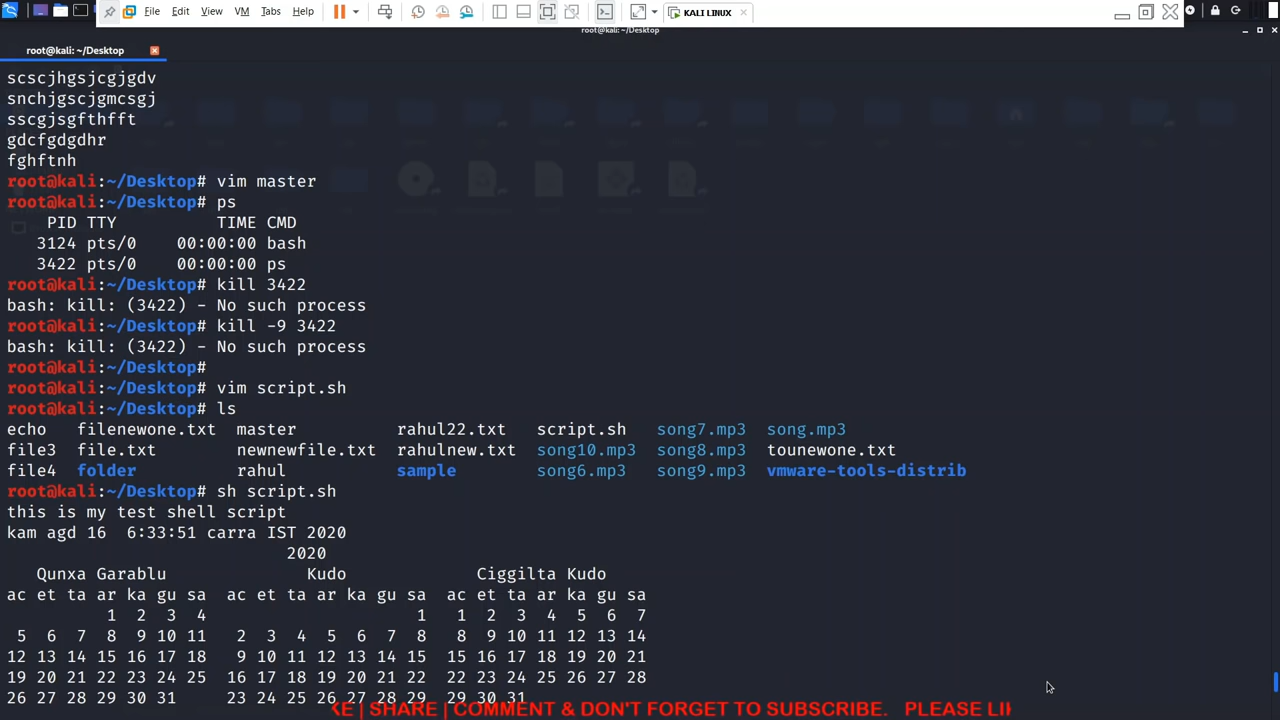 File Edit View VM Tabs Help KALI LINUX
root@kali: ~/Desktop
root@kali: ~/Desktop
scscjhgsjcgjgdv
snchjgscjgmcsgj
sscgjsgfthfft
gdcfgdgdhr
fghftnh
root@kali:~/Desktop# vim master
root@kali:~/Desktop# ps
PID TTY TIME CMD
3124 pts/0 00:00:00 bash
3422 pts/0 00:00:00 ps
root@kali:~/Desktop# kill 3422
bash: kill: (3422) - No such process
root@kali:~/Desktop# kill -9 3422
bash: kill: (3422) - No such process
root@kali:~/Desktop#
root@kali:~/Desktop# vim script.sh
root@kali:~/Desktop# ls
echo filenewone.txt master rahul22.txt script.sh song7.mp3 song.mp3
file3 file.txt newnewfile.txt rahulnew.txt song10.mp3 song8.mp3 tounewone.txt
file4 folder rahul sample song6.mp3 song9.mp3 vmware-tools-distrib
root@kali:~/Desktop# sh script.sh
this is my test shell script
kam agd 16 6:33:51 carra IST 2020
2020
Qunxa Garablu Kudo Ciggilta Kudo
ac et ta ar ka gu sa ac et ta ar ka gu sa ac et ta ar ka gu sa
1 2 3 4 1 1 2 3 4 5 6 7
5 6 7 8 9 10 11 2 3 4 5 6 7 8 8 9 10 11 12 13 14
12 13 14 15 16 17 18 9 10 11 12 13 14 15 15 16 17 18 19 20 21
19 20 21 22 23 24 25 16 17 18 19 20 21 22 22 23 24 25 26 27 28
26 27 28 29 30 31 23 24 25 26 27 28 29 29 30 31
KE | SHARE | COMMENT & DON'T FORGET TO SUBSCRIBE. PLEASE LI